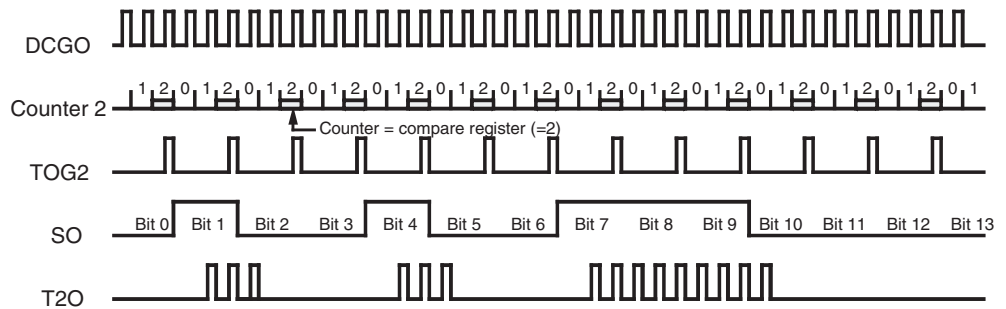 DCGO
Counter 2 1 2 0 1 2 0 1 2 0 1 2 0 1 2 0 1 2 0 1 2 0 1 2 0 1 2 0 1 2 0 1 2 0 1 2 0 1 2 0 1
Counter = compare register (=2)
TOG2
SO Bit 0 Bit 1 Bit 2 Bit 3 Bit 4 Bit 5 Bit 6 Bit 7 Bit 8 Bit 9 Bit 10 Bit 11 Bit 12 Bit 13
T2O